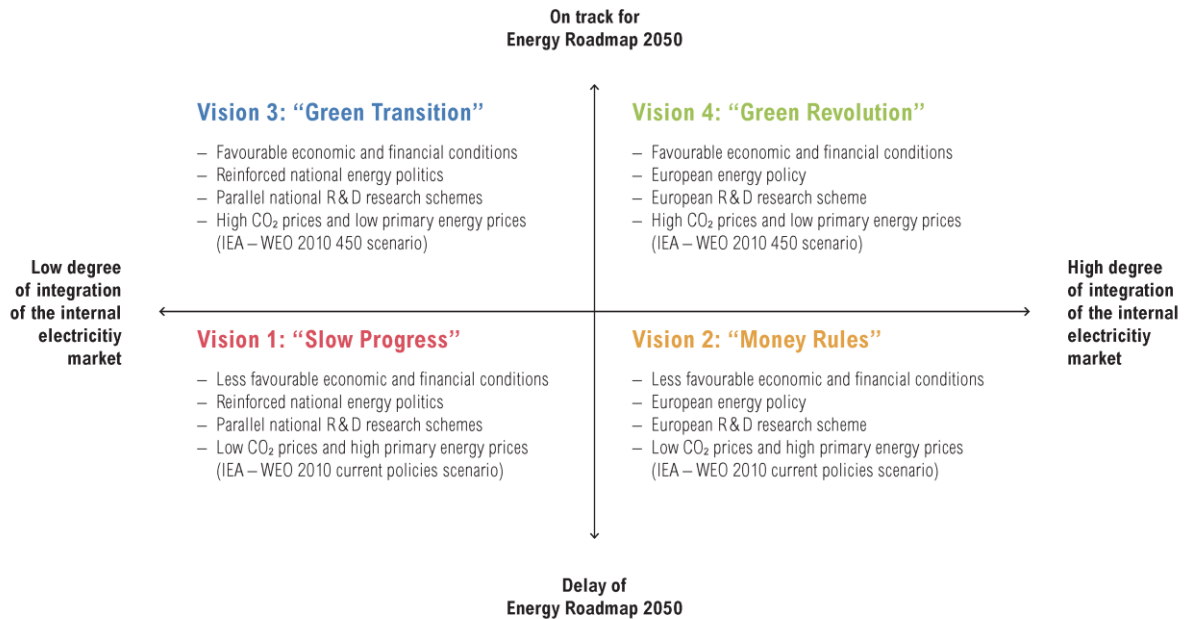 On track for
Energy Roadmap 2050
Vision 3: “Green Transition”
– Favourable economic and financial conditions
– Reinforced national energy politics
– Parallel national R & D research schemes
– High CO₂ prices and low primary energy prices
(IEA – WEO 2010 450 scenario)
Vision 4: “Green Revolution”
– Favourable economic and financial conditions
– European energy policy
– European R & D research scheme
– High CO₂ prices and low primary energy prices
(IEA – WEO 2010 450 scenario)
Low degree
of integration
of the internal
electricitiy
market
High degree
of integration
of the internal
electricitiy
market
Vision 1: “Slow Progress”
– Less favourable economic and financial conditions
– Reinforced national energy politics
– Parallel national R & D research schemes
– Low CO₂ prices and high primary energy prices
(IEA – WEO 2010 current policies scenario)
Vision 2: “Money Rules”
– Less favourable economic and financial conditions
– European energy policy
– European R & D research scheme
– Low CO₂ prices and high primary energy prices
(IEA – WEO 2010 current policies scenario)
Delay of
Energy Roadmap 2050